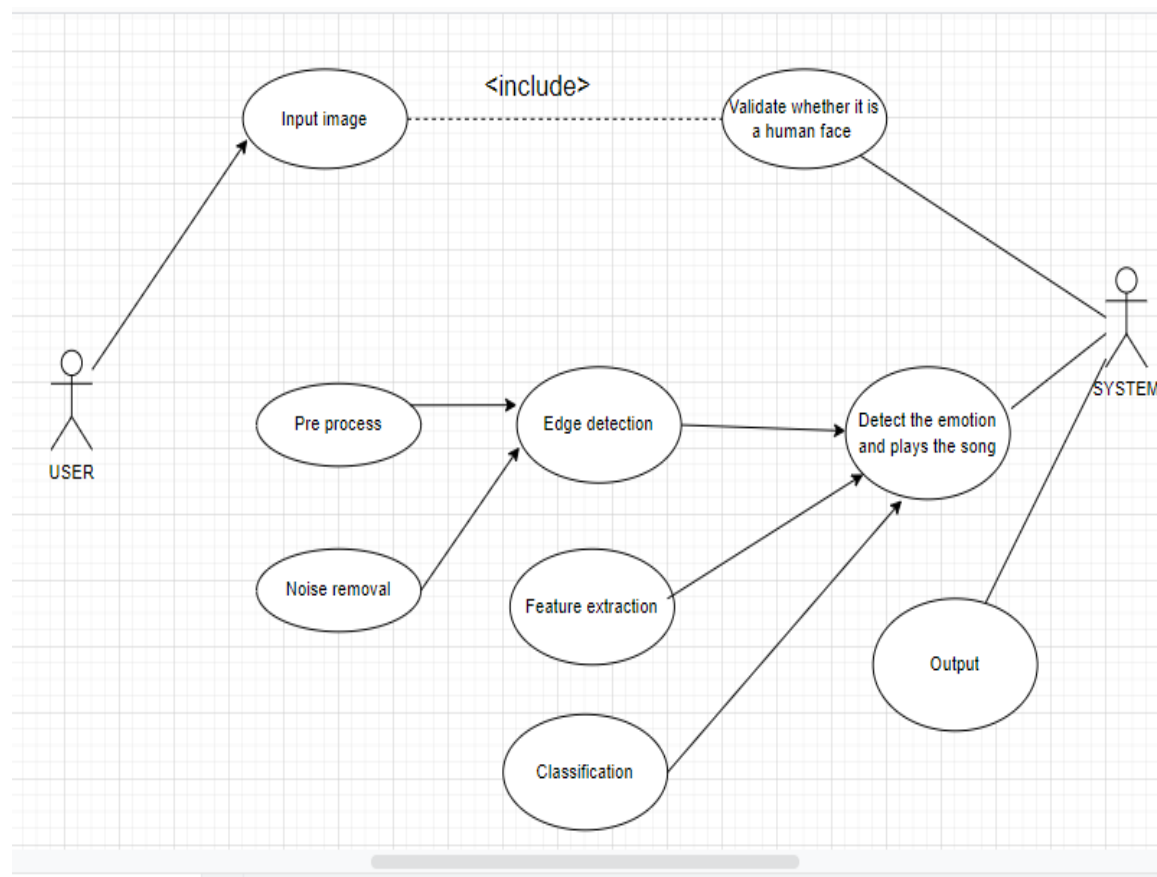 <include>
Input image
Validate whether it is
a human face
SYSTEM
USER
Pre process
Edge detection
Detect the emotion
and plays the song
Noise removal
Feature extraction
Output
Classification